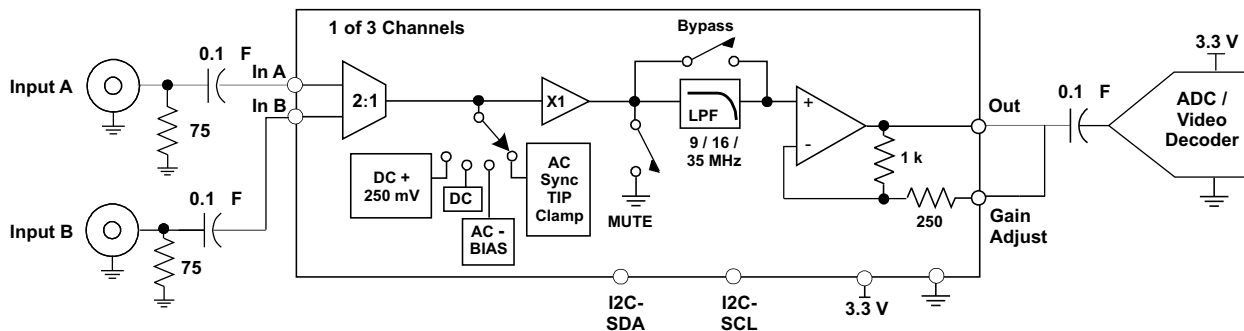 1 of 3 Channels
Bypass
3.3 V
0.1 F
Input A
In A
In B
2:1
X1
LPF
+
-
Out
0.1 F
ADC /
Video
Decoder
75
9 / 16 /
35 MHz
1 k
DC +
250 mV
DC
AC -
BIAS
AC
Sync
TIP
Clamp
MUTE
250
Gain
Adjust
0.1 F
Input B
75
I2C-
SDA
I2C-
SCL
3.3 V